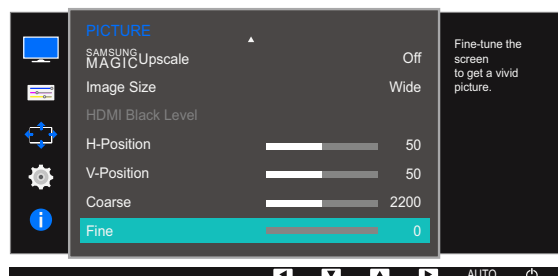 PICTURE
SAMSUNG
MAGIC Upscale Off
Image Size Wide
HDMI Black Level
H-Position 50
V-Position 50
Coarse 2200
Fine 0
Fine-tune the
screen
to get a vivid
picture.
AUTO